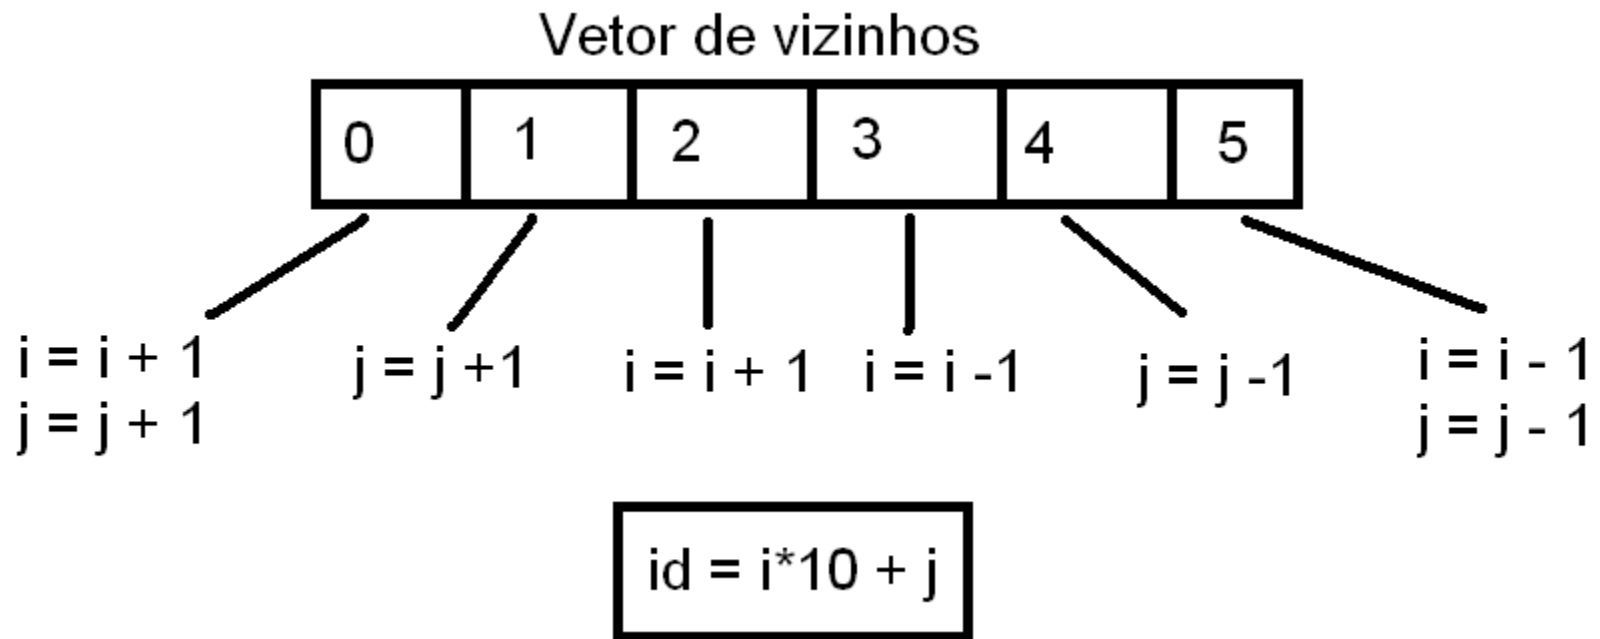 Vetor de vizinhos
0 1 2 3 4 5
i = i + 1
j = j + 1
j = j +1
i = i + 1
i = i -1
j = j -1
i = i - 1
j = j - 1
id = i*10 + j